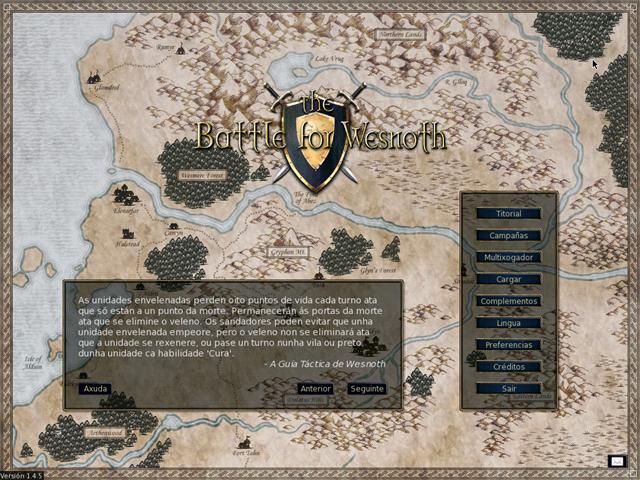 Northern Lands
Lake Vrug
Glamdrol
the
Battle for Wesnoth
Wesmere Forest
Elensefar
Carcyn
Halstead
Gryphon Mt.
Glyn's Forest
Titorial
Campañas
Multixogador
Cargar
Complementos
Lingua
Preferencias
Créditos
Saír
As unidades envelenadas perden oito puntos de vida cada turno ata
que só están a un punto da morte. Permanecerán ás portas da morte
ata que se elimine o veleno. Os sandadores poden evitar que unha
unidade envelenada empeore, pero o veleno non se eliminará ata
que a unidade se rexenere, ou pase un turno nunha vila ou preto
dunha unidade ca habilidade 'Cura'.
- A Guía Táctica de Wesnoth
Axuda
Anterior
Seguinte
Isle of
Alduin
Arthenwood
Fort Tahn
Versión 1.4.5